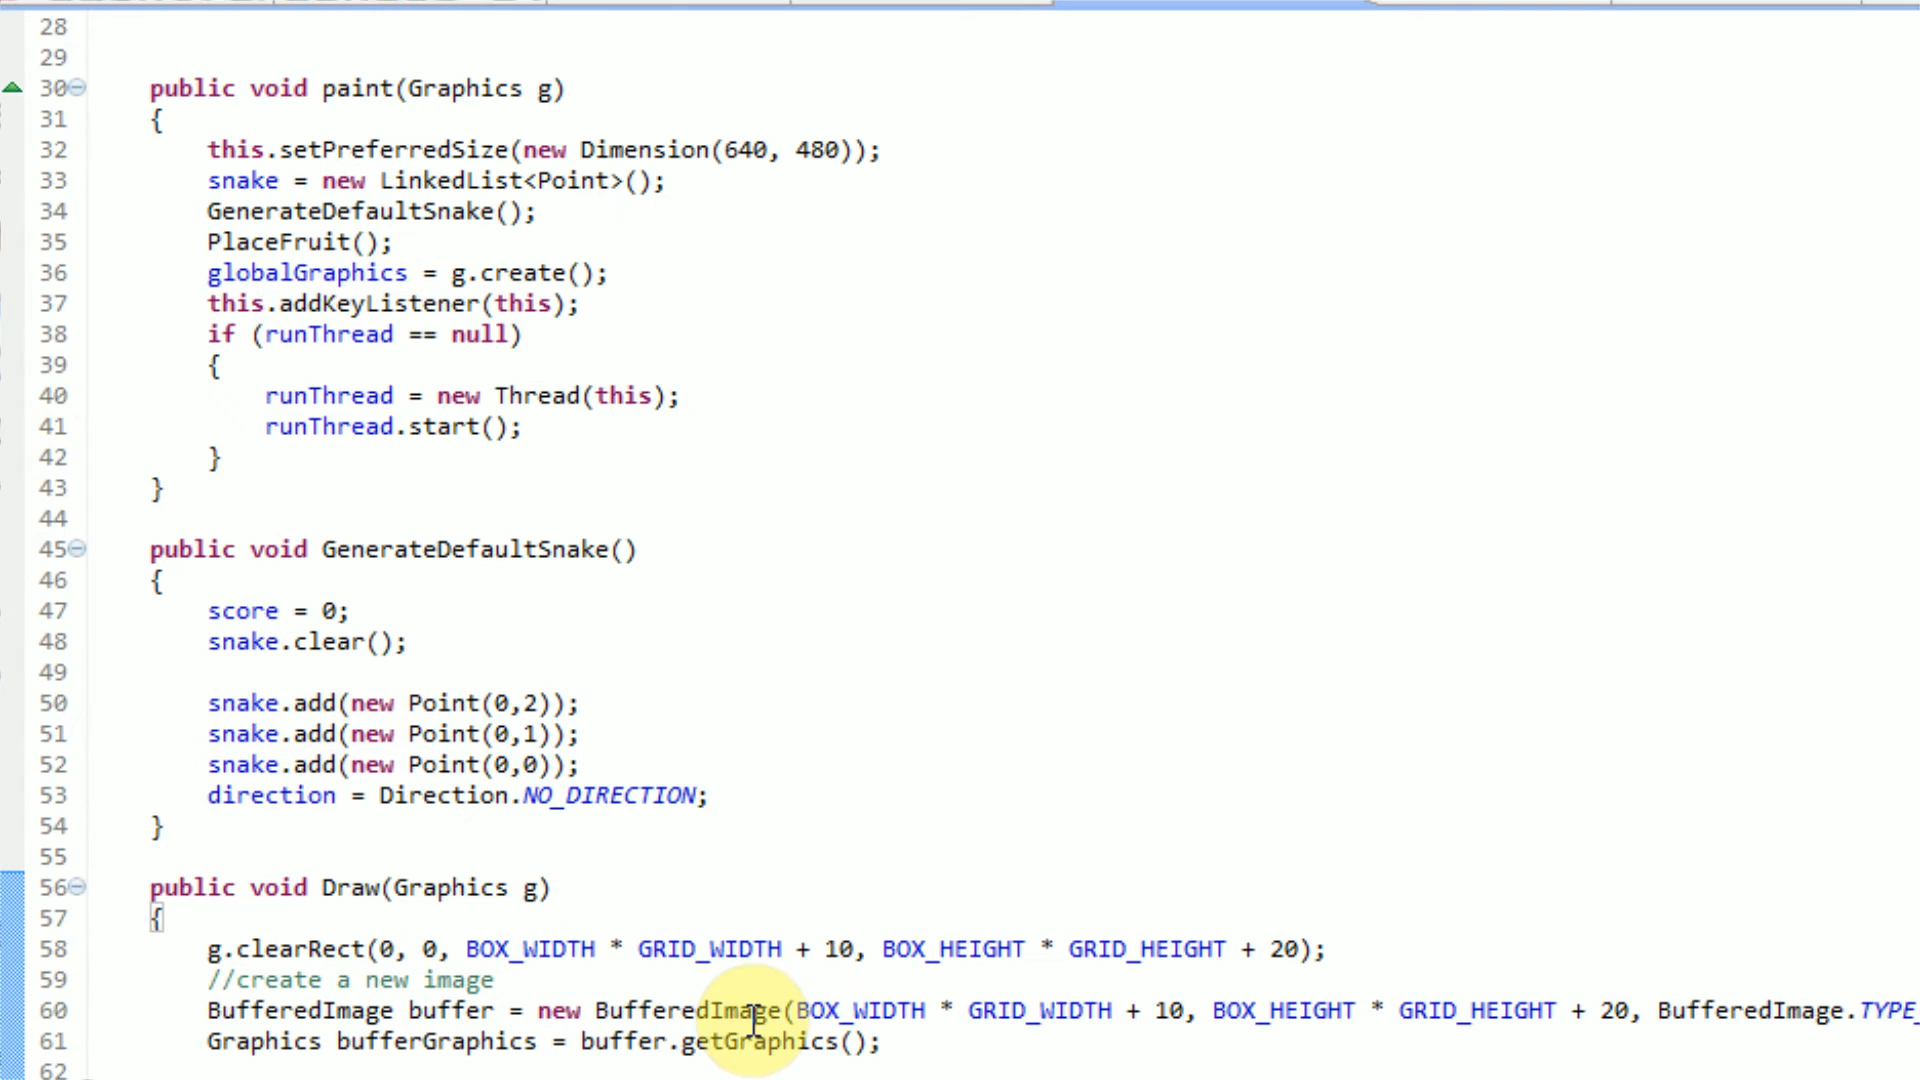 28
29
30 public void paint(Graphics g)
31 {
32 this.setPreferredSize(new Dimension(640, 480));
33 snake = new LinkedList<Point>();
34 GenerateDefaultSnake();
35 PlaceFruit();
36 globalGraphics = g.create();
37 this.addKeyListener(this);
38 if (runThread == null)
39 {
40 runThread = new Thread(this);
41 runThread.start();
42 }
43 }
44
45 public void GenerateDefaultSnake()
46 {
47 score = 0;
48 snake.clear();
49
50 snake.add(new Point(0,2));
51 snake.add(new Point(0,1));
52 snake.add(new Point(0,0));
53 direction = Direction.NO_DIRECTION;
54 }
55
56 public void Draw(Graphics g)
57 {
58 g.clearRect(0, 0, BOX_WIDTH * GRID_WIDTH + 10, BOX_HEIGHT * GRID_HEIGHT + 20);
59 //create a new image
60 BufferedImage buffer = new BufferedImage(BOX_WIDTH * GRID_WIDTH + 10, BOX_HEIGHT * GRID_HEIGHT + 20, BufferedImage.TYPE_
61 Graphics bufferGraphics = buffer.getGraphics();
62